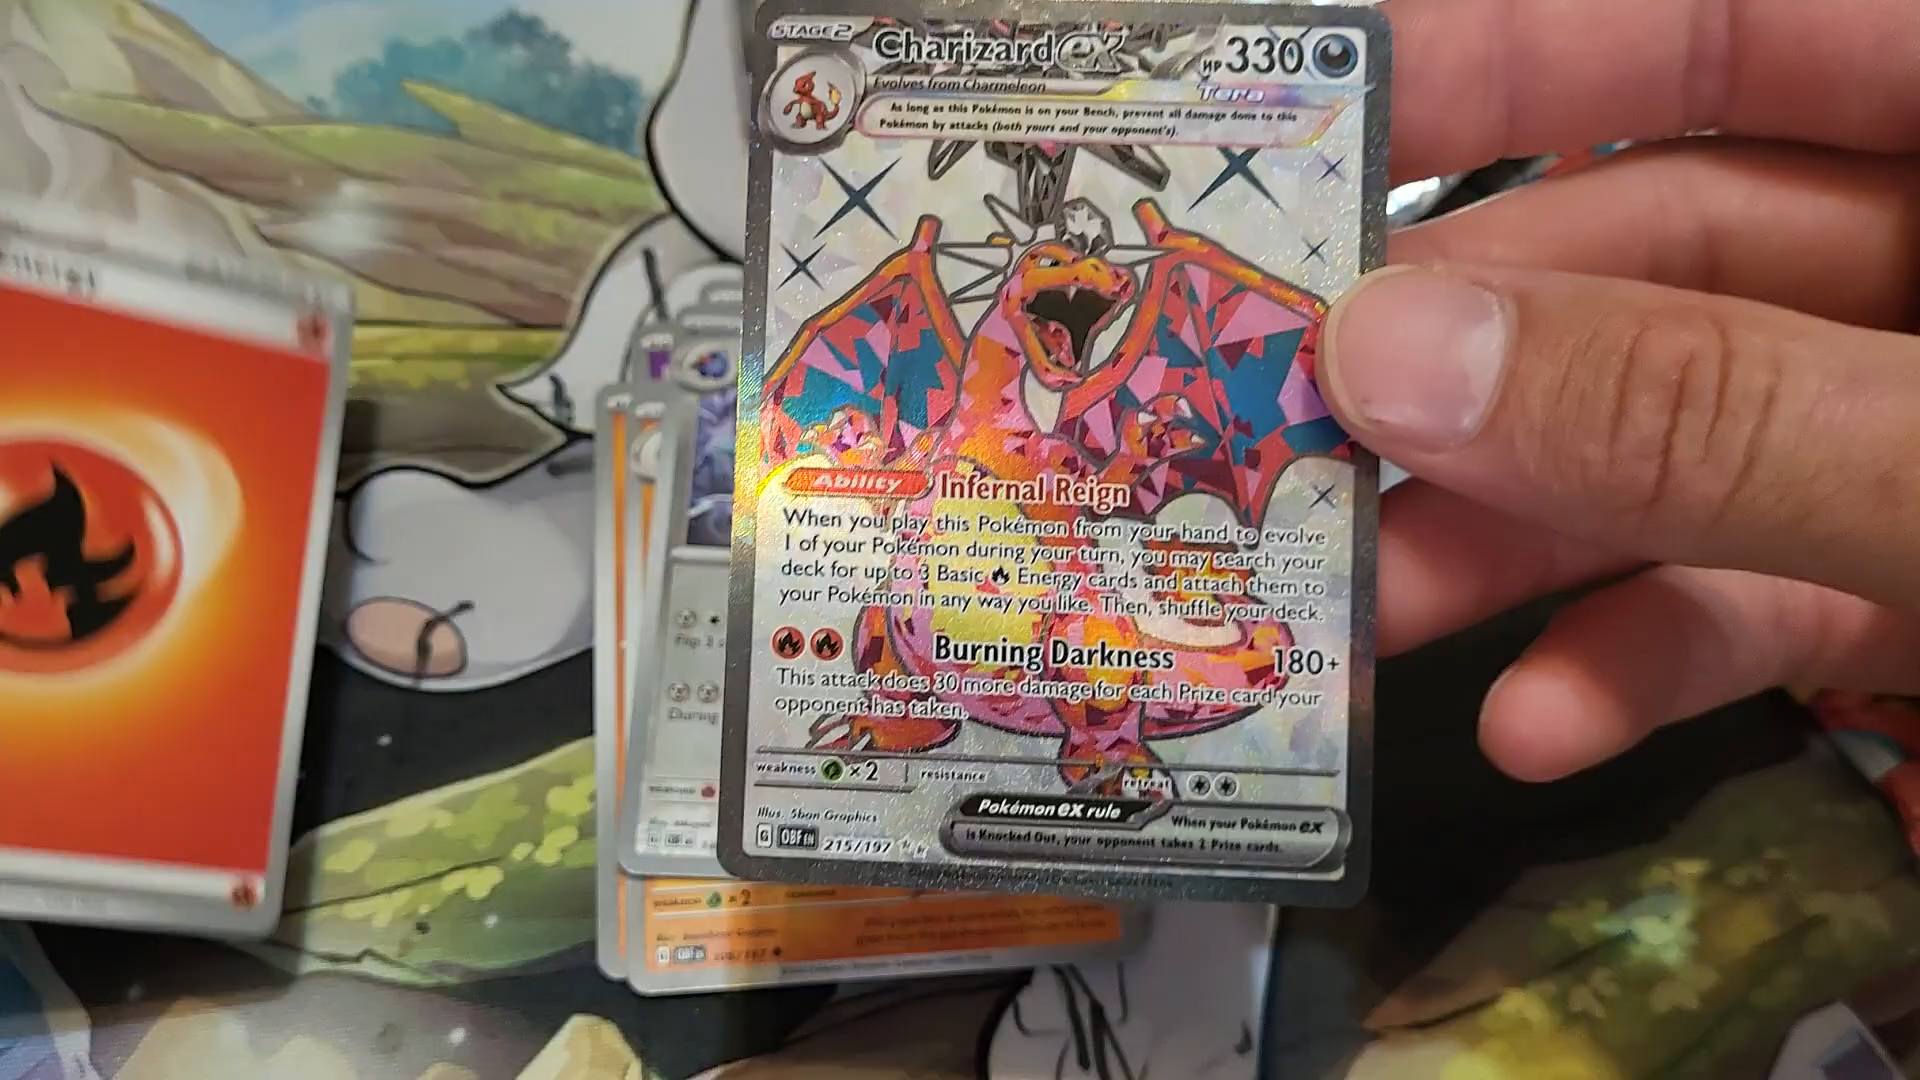 STAGE2 Charizard ex HP 330
Evolves from Charmeleon
Tera
As long as this Pokémon is on your Bench, prevent all damage done to this
Pokémon by attacks (both yours and your opponent's).
Ability Infernal Reign
When you play this Pokémon from your hand to evolve
1 of your Pokémon during your turn, you may search your
deck for up to 3 Basic Energy cards and attach them to
your Pokémon in any way you like. Then, shuffle your deck.
Burning Darkness 180+
This attack does 30 more damage for each Prize card your
opponent has taken.
weakness ×2 resistance retreat
Illus. 5ban Graphics
Pokémon ex rule When your Pokémon ex
is Knocked Out, your opponent takes 2 Prize cards.
G OBF EN 215/197
weakness ×2